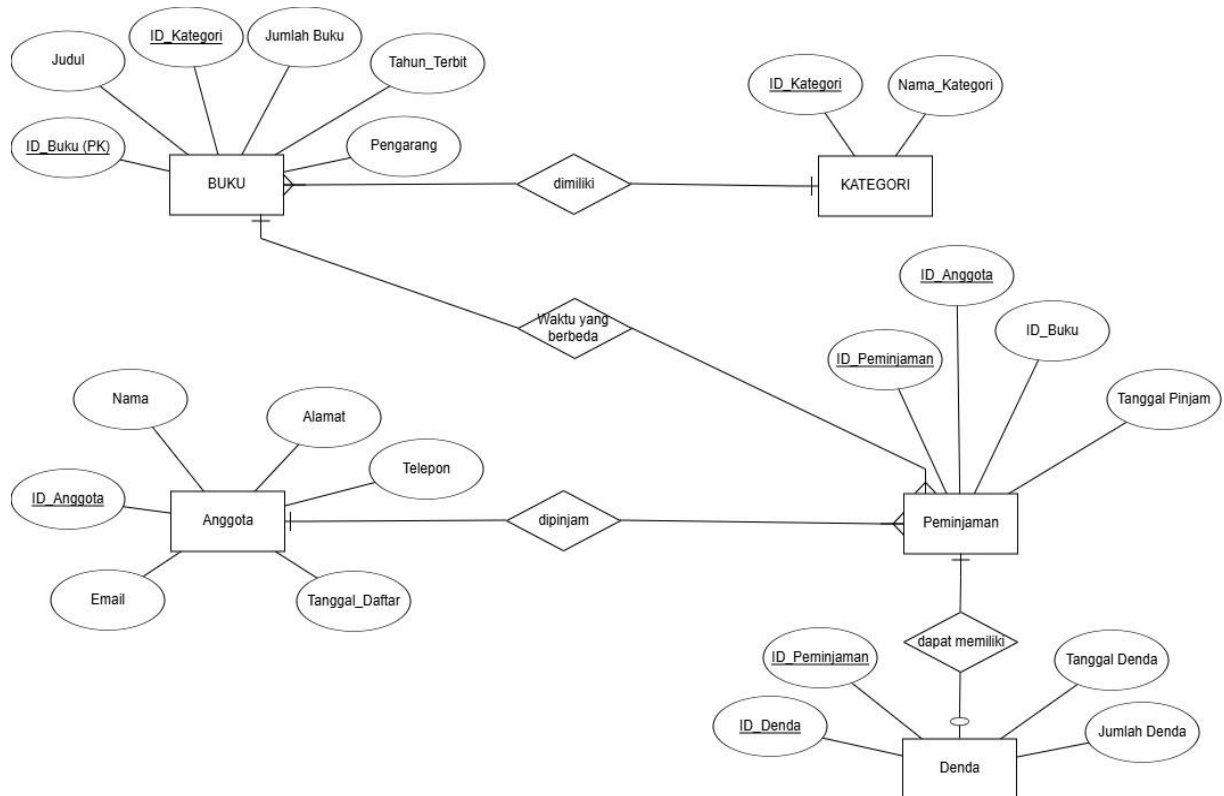 ID_Kategori
Jumlah Buku
Judul
Tahun_Terbit
ID_Buku (PK)
Pengarang
BUKU
dimiliki
ID_Kategori
Nama_Kategori
KATEGORI
Waktu yang
berbeda
ID_Anggota
ID_Buku
ID_Peminjaman
Tanggal Pinjam
Nama
Alamat
Telepon
ID_Anggota
Anggota
Email
Tanggal_Daftar
dipinjam
Peminjaman
dapat memiliki
ID_Peminjaman
Tanggal Denda
ID_Denda
Jumlah Denda
Denda